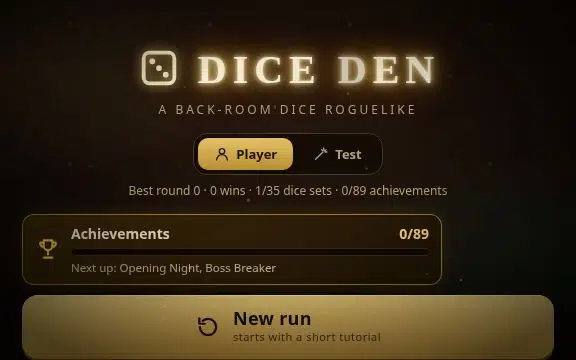 DICE DEN
A BACK-ROOM DICE ROGUELIKE
Player Test
Best round 0 · 0 wins · 1/35 dice sets · 0/89 achievements
Achievements 0/89
Next up: Opening Night, Boss Breaker
New run
starts with a short tutorial